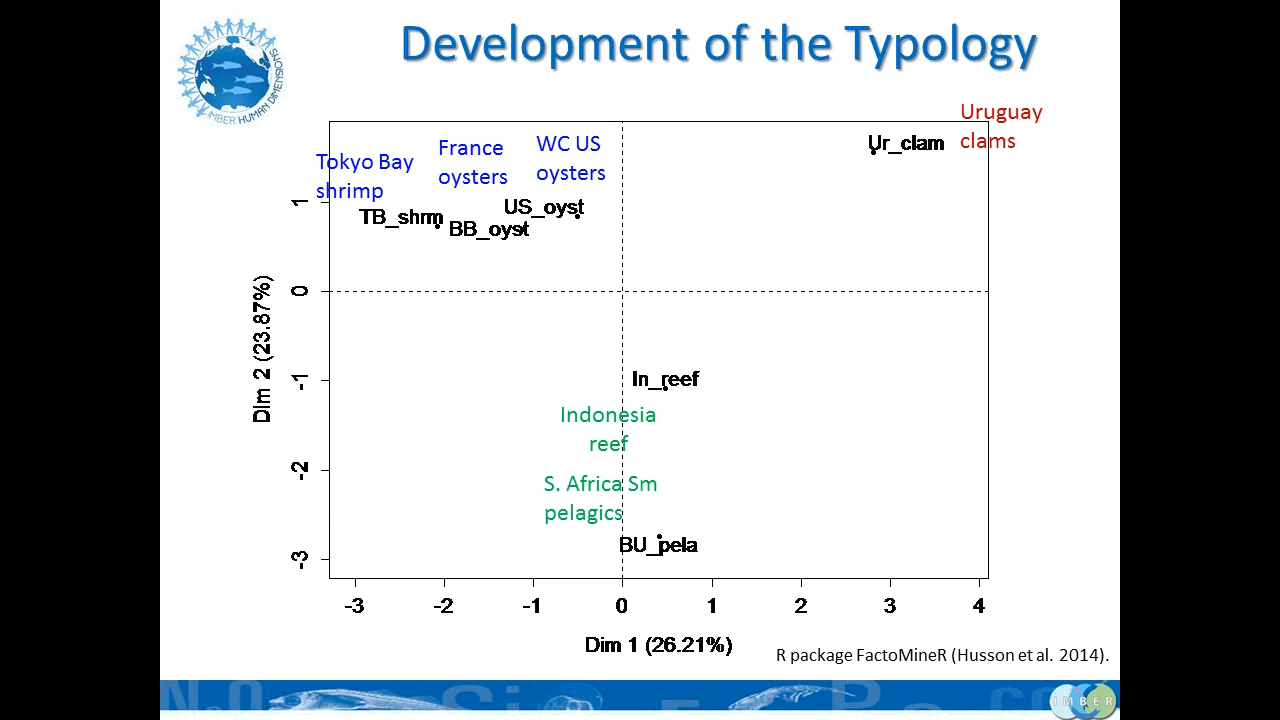 Development of the Typology
IMBER HUMAN DIMENSIONS
Uruguay
clams
Tokyo Bay
shrimp
France
oysters
WC US
oysters
Ur_clam
TB_shrm
BB_oyst
US_oyst
In_reef
Indonesia
reef
S. Africa Sm
pelagics
BU_pela
1
0
-1
-2
-3
Dim 2 (23.87%)
-3 -2 -1 0 1 2 3 4
Dim 1 (26.21%)
R package FactoMineR (Husson et al. 2014).
IMBER